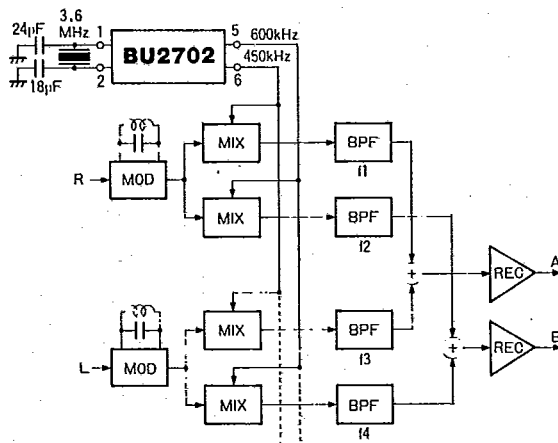 3.6
MHz
24pF
1
BU2702
5
600kHz
450kHz
2
6
18pF
MIX
BPF
R
MOD
f1
MIX
BPF
f2
A
REC
+
MIX
BPF
+
REC
B
L
MOD
f3
MIX
BPF
f4